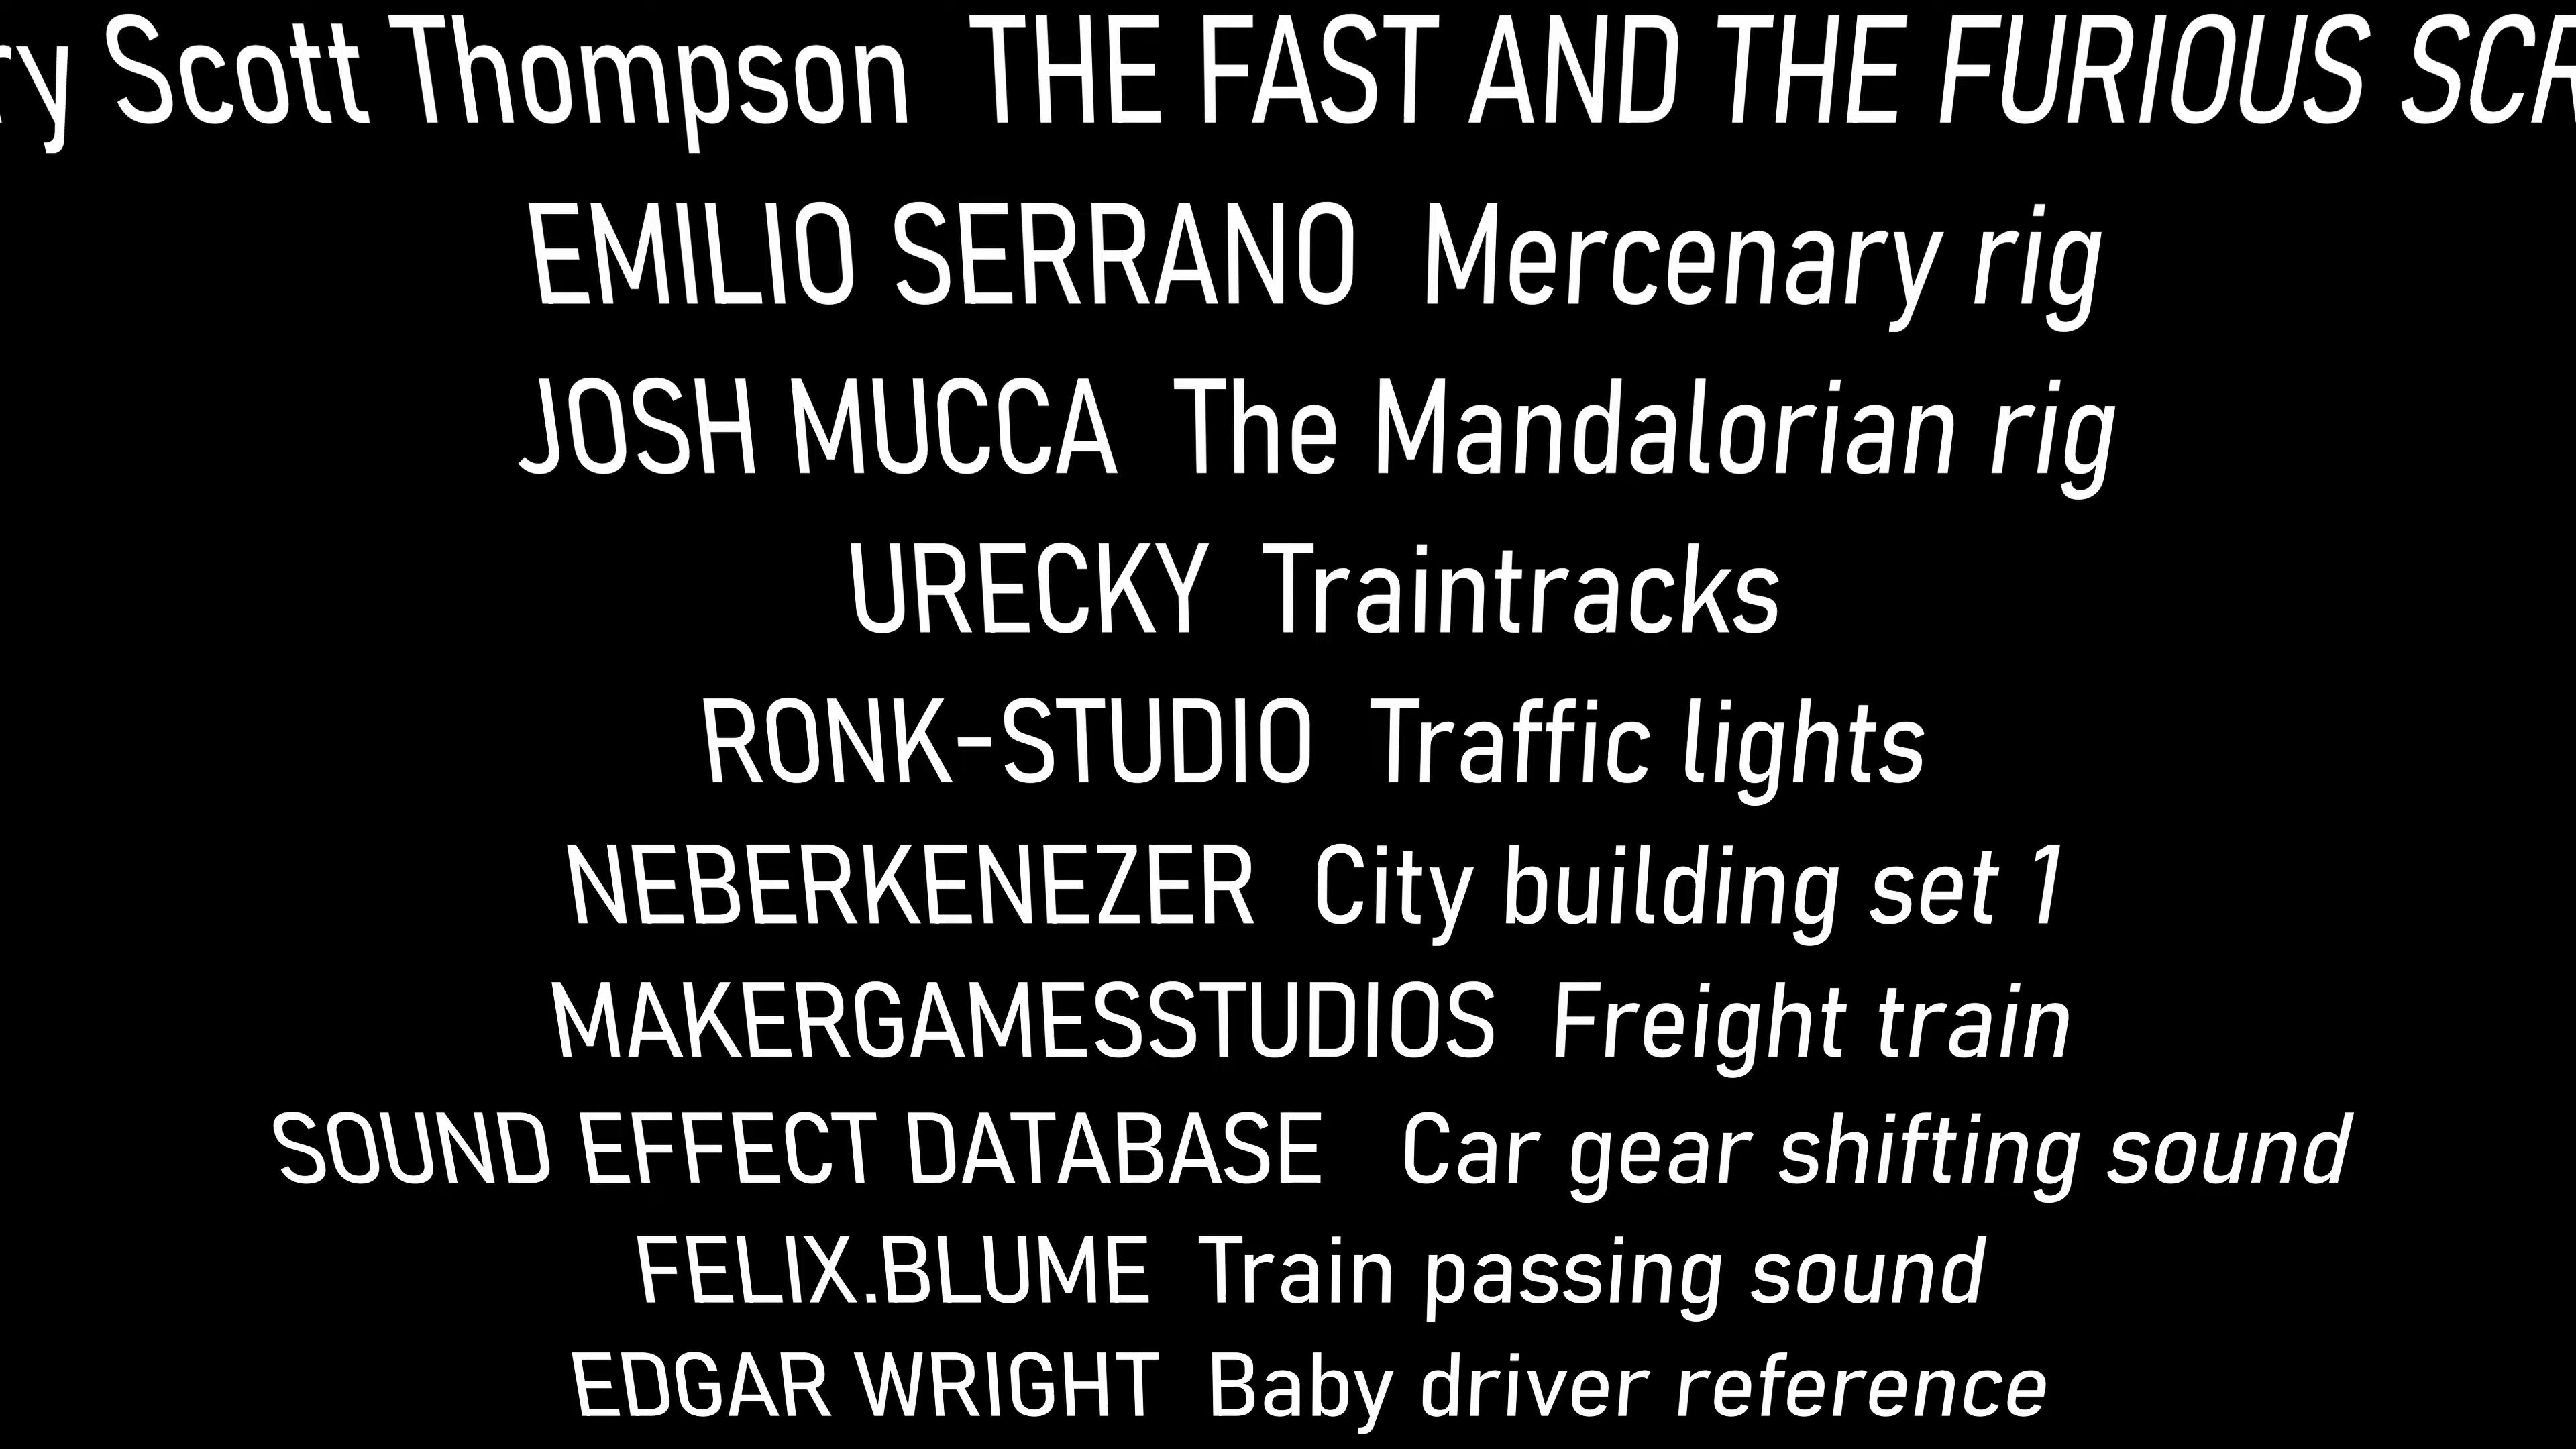 ry Scott Thompson THE FAST AND THE FURIOUS SCR
EMILIO SERRANO Mercenary rig
JOSH MUCCA The Mandalorian rig
URECKY Traintracks
RONK-STUDIO Traffic lights
NEBERKENEZER City building set 1
MAKERGAMESSTUDIOS Freight train
SOUND EFFECT DATABASE Car gear shifting sound
FELIX.BLUME Train passing sound
EDGAR WRIGHT Baby driver reference